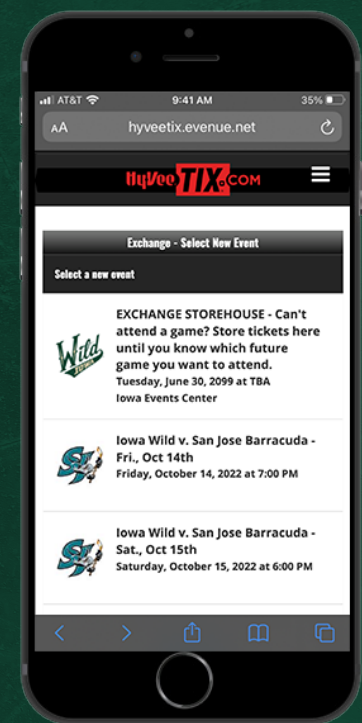 AT&T 9:41 AM 35%
AA hyveetix.evenue.net
HyVee TIX.COM
Exchange - Select New Event
Select a new event
EXCHANGE STOREHOUSE - Can't
attend a game? Store tickets here
until you know which future
game you want to attend.
Tuesday, June 30, 2099 at TBA
Iowa Events Center
Wild
Iowa Wild v. San Jose Barracuda -
Fri., Oct 14th
Friday, October 14, 2022 at 7:00 PM
SJ
Iowa Wild v. San Jose Barracuda -
Sat., Oct 15th
Saturday, October 15, 2022 at 6:00 PM
SJ